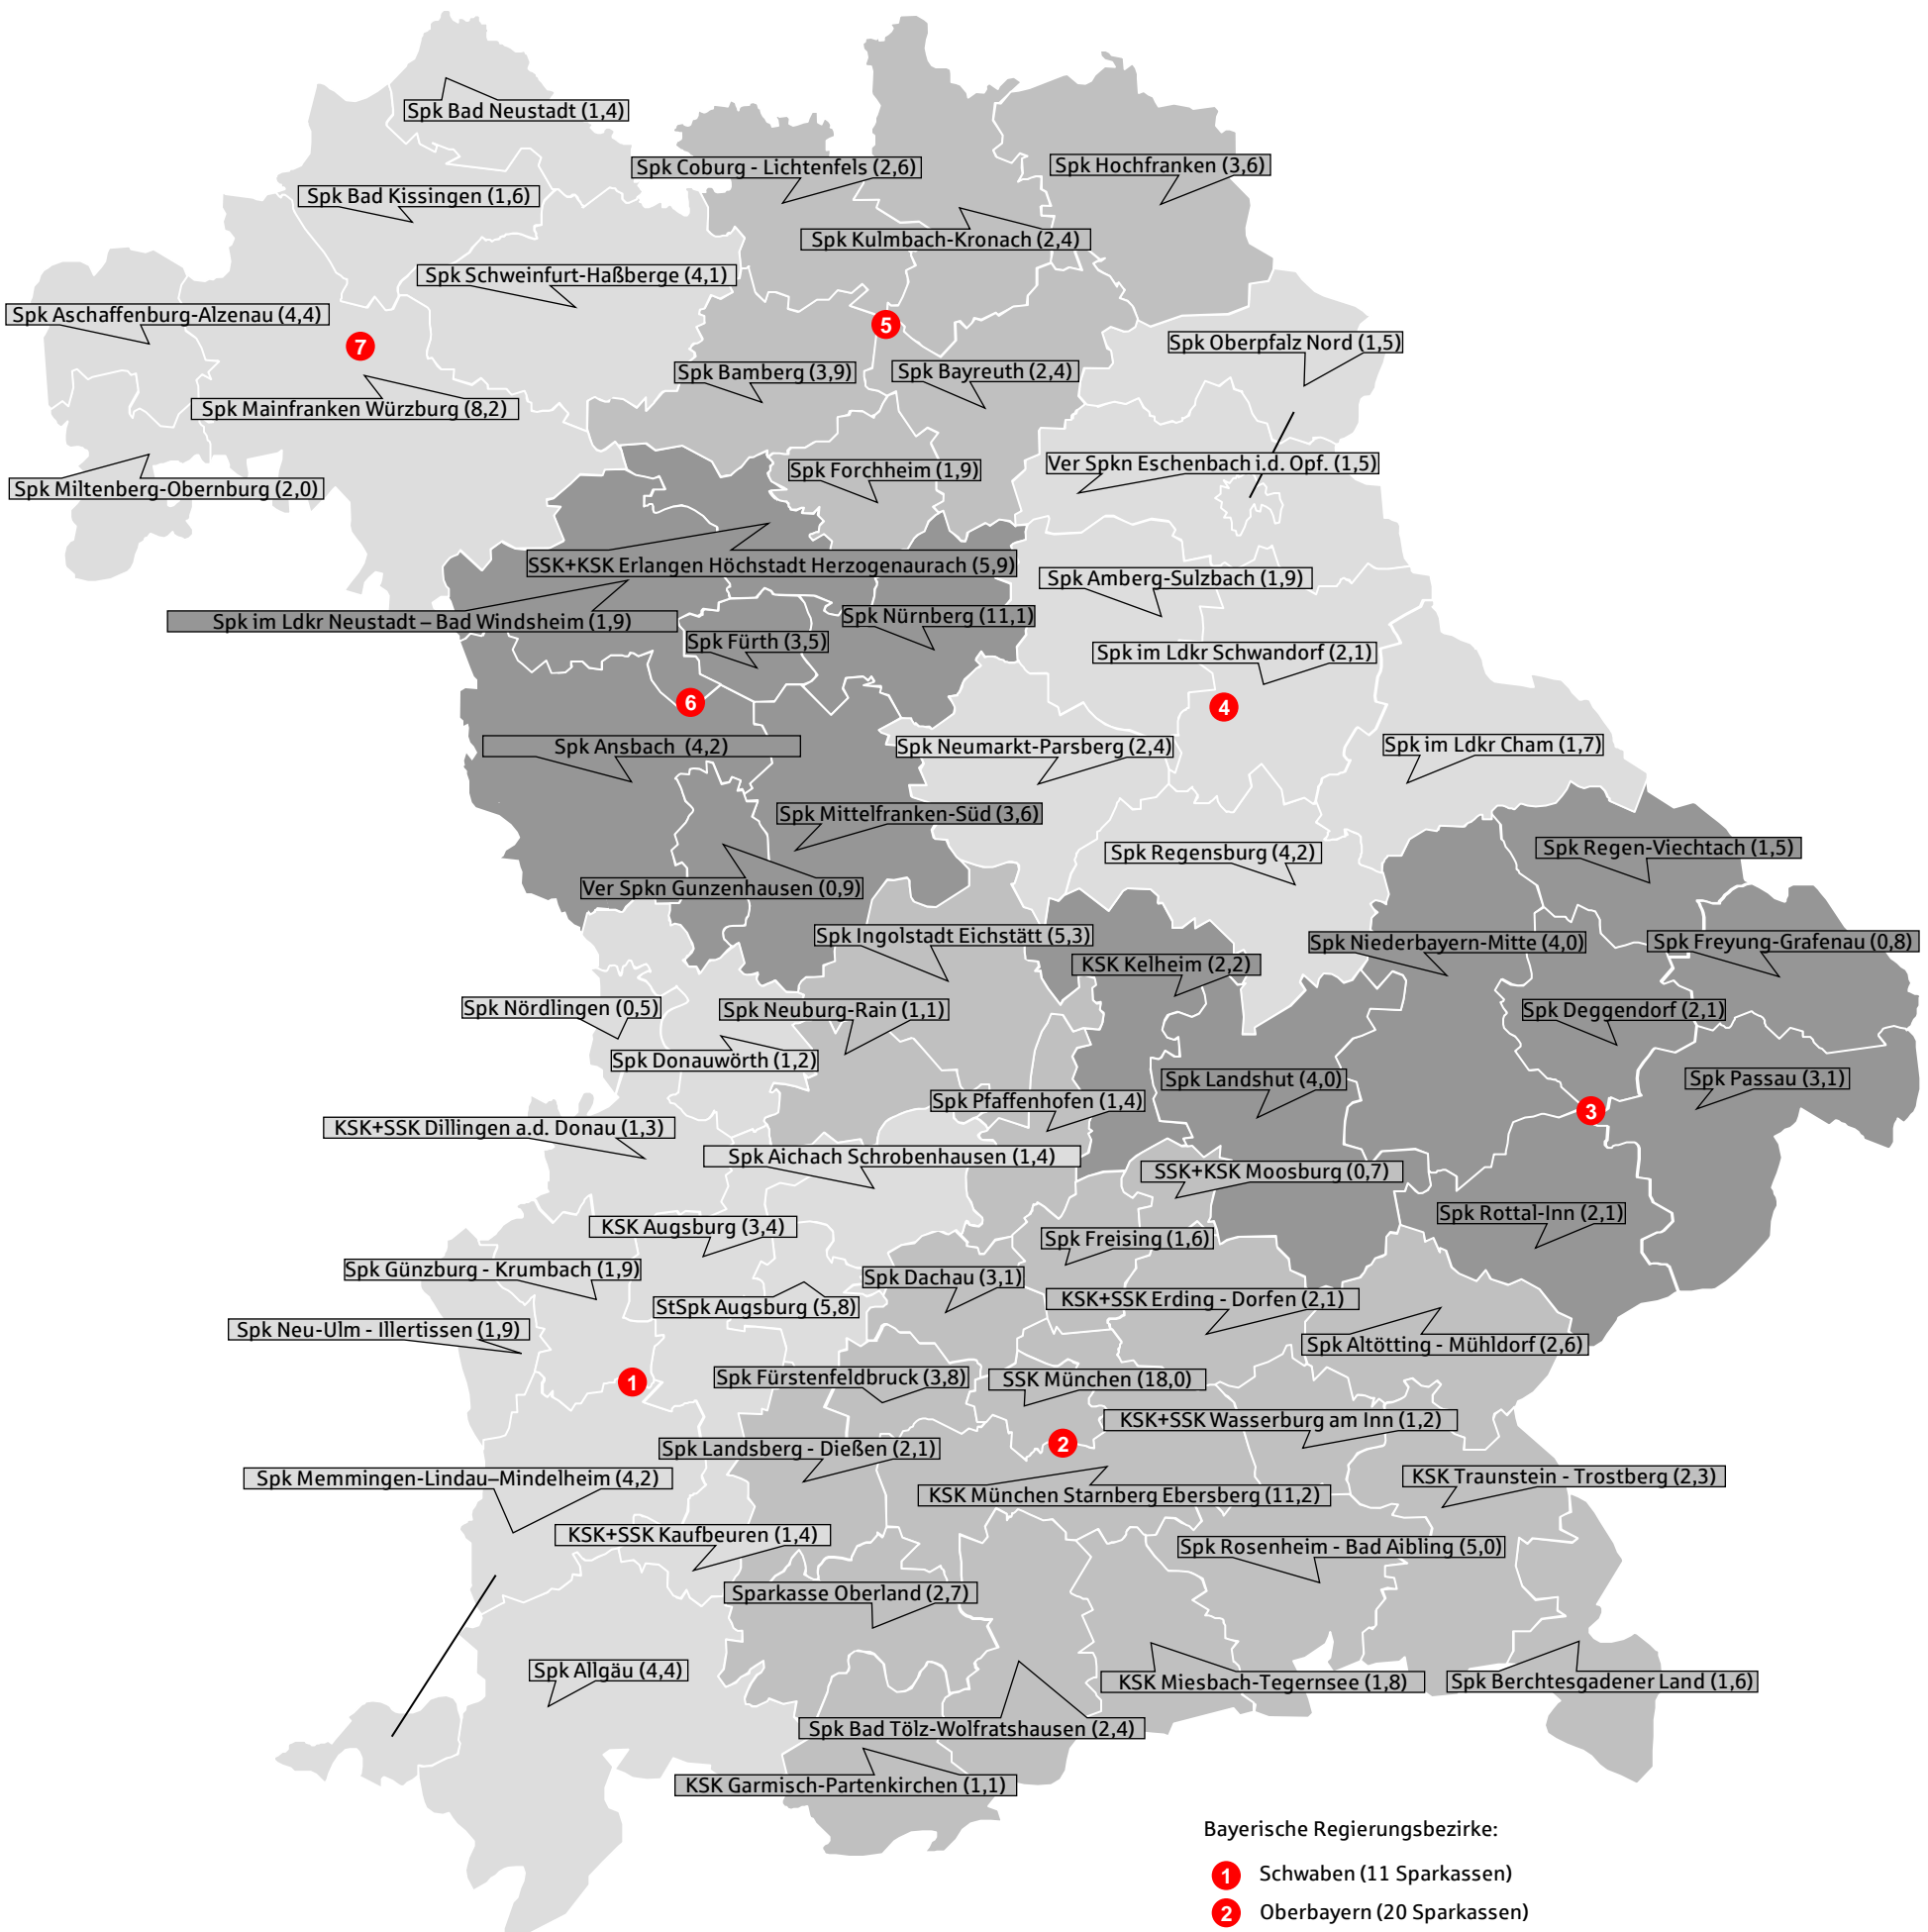 Spk Bad Neustadt (1,4)
Spk Coburg - Lichtenfels (2,6)
Spk Hochfranken (3,6)
Spk Bad Kissingen (1,6)
Spk Kulmbach-Kronach (2,4)
Spk Schweinfurt-Haßberge (4,1)
Spk Aschaffenburg-Alzenau (4,4)
5
7
Spk Oberpfalz Nord (1,5)
Spk Bamberg (3,9)
Spk Bayreuth (2,4)
Spk Mainfranken Würzburg (8,2)
Ver Spkn Eschenbach i.d. Opf. (1,5)
Spk Forchheim (1,9)
Spk Miltenberg-Obernburg (2,0)
SSK+KSK Erlangen Höchstadt Herzogenaurach (5,9)
Spk Amberg-Sulzbach (1,9)
Spk Nürnberg (11,1)
Spk im Ldkr Neustadt – Bad Windsheim (1,9)
Spk Fürth (3,5)
Spk im Ldkr Schwandorf (2,1)
6
4
Spk Ansbach (4,2)
Spk Neumarkt-Parsberg (2,4)
Spk im Ldkr Cham (1,7)
Spk Mittelfranken-Süd (3,6)
Spk Regen-Viechtach (1,5)
Spk Regensburg (4,2)
Ver Spkn Gunzenhausen (0,9)
Spk Ingolstadt Eichstätt (5,3)
Spk Niederbayern-Mitte (4,0)
Spk Freyung-Grafenau (0,8)
KSK Kelheim (2,2)
Spk Nördlingen (0,5)
Spk Neuburg-Rain (1,1)
Spk Deggendorf (2,1)
Spk Donauwörth (1,2)
Spk Landshut (4,0)
Spk Passau (3,1)
Spk Pfaffenhofen (1,4)
3
KSK+SSK Dillingen a.d. Donau (1,3)
Spk Aichach Schrobenhausen (1,4)
SSK+KSK Moosburg (0,7)
Spk Rottal-Inn (2,1)
KSK Augsburg (3,4)
Spk Freising (1,6)
Spk Günzburg - Krumbach (1,9)
Spk Dachau (3,1)
KSK+SSK Erding - Dorfen (2,1)
StSpk Augsburg (5,8)
Spk Neu-Ulm - Illertissen (1,9)
Spk Altötting - Mühldorf (2,6)
Spk Fürstenfeldbruck (3,8)
SSK München (18,0)
1
KSK+SSK Wasserburg am Inn (1,2)
2
Spk Landsberg - Dießen (2,1)
Spk Memmingen-Lindau–Mindelheim (4,2)
KSK Traunstein - Trostberg (2,3)
KSK München Starnberg Ebersberg (11,2)
KSK+SSK Kaufbeuren (1,4)
Spk Rosenheim - Bad Aibling (5,0)
Sparkasse Oberland (2,7)
Spk Allgäu (4,4)
KSK Miesbach-Tegernsee (1,8)
Spk Berchtesgadener Land (1,6)
Spk Bad Tölz-Wolfratshausen (2,4)
KSK Garmisch-Partenkirchen (1,1)
Bayerische Regierungsbezirke:
1 Schwaben (11 Sparkassen)
2 Oberbayern (20 Sparkassen)